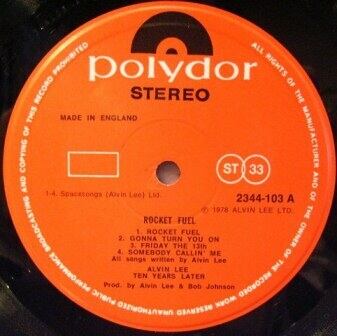 polydor
STEREO
MADE IN ENGLAND
ST 33
2344-103 A
1-4. Spacesongs (Alvin Lee) Ltd.
℗ 1978 ALVIN LEE LTD.
ROCKET FUEL
1. ROCKET FUEL
2. GONNA TURN YOU ON
3. FRIDAY THE 13th
4. SOMEBODY CALLIN' ME
All songs written by Alvin Lee
ALVIN LEE
TEN YEARS LATER
Prod. by Alvin Lee & Bob Johnson
ALL RIGHTS OF THE MANUFACTURER AND OF THE OWNER OF THE RECORDED WORK RESERVED UNAUTHORIZED PUBLIC PERFORMANCE BROADCASTING AND COPYING OF THIS RECORD PROHIBITED